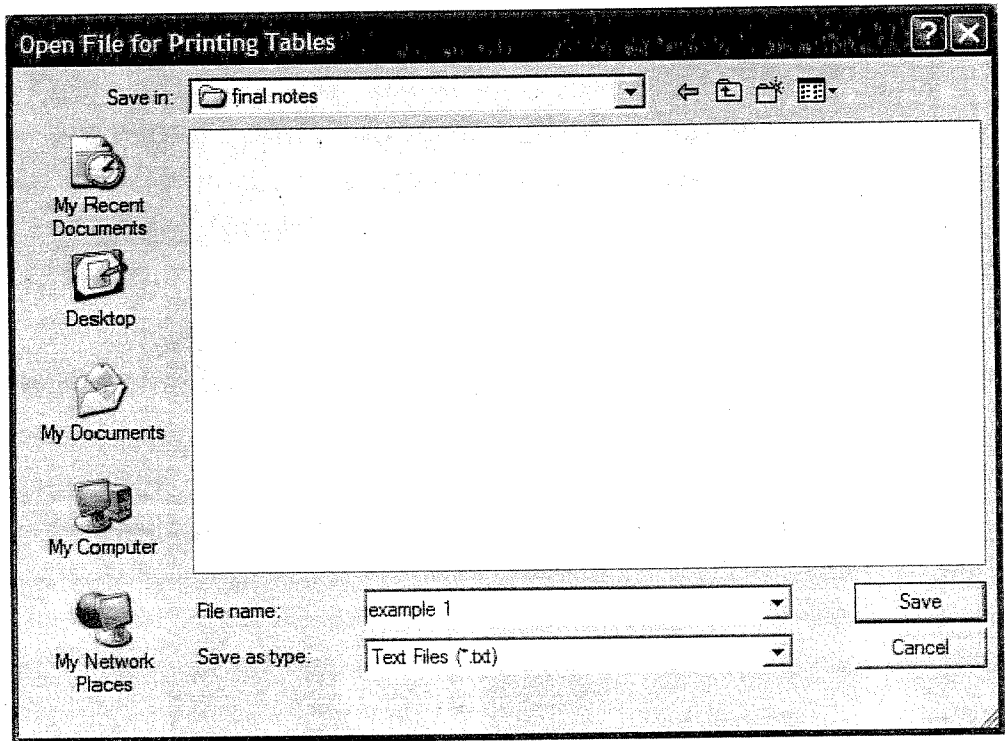 Open File for Printing Tables
Save in: final notes
My Recent
Documents
Desktop
My Documents
My Computer
My Network
Places
File name: example 1
Save as type: Text Files (*.txt)
Save
Cancel